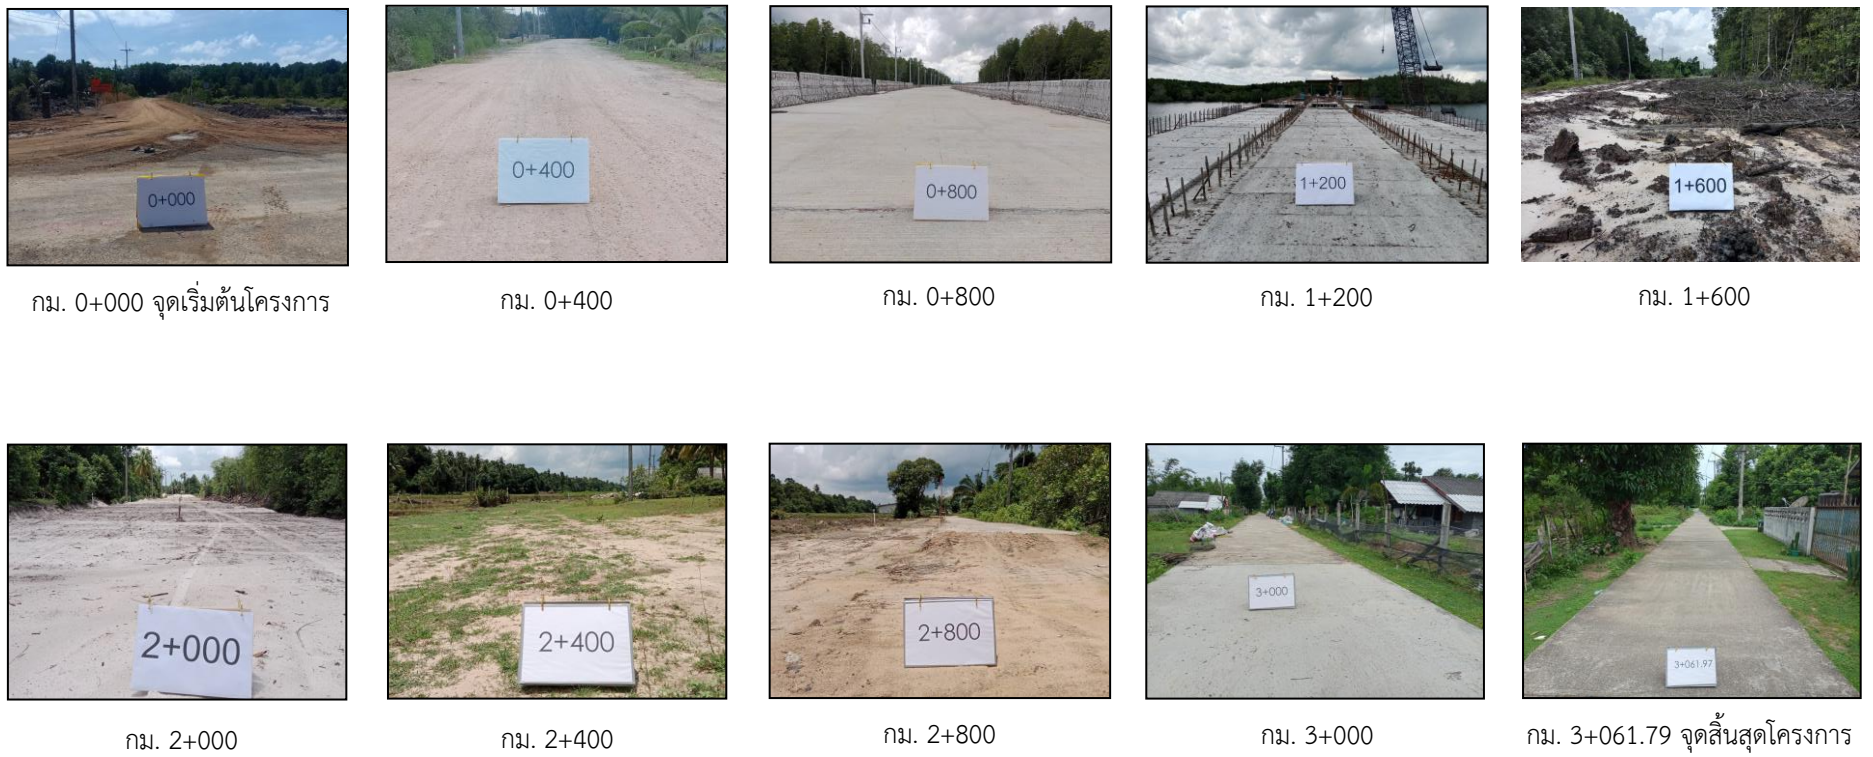 0+000
0+400
0+800
1+200
1+600
กม. 0+000 จุดเริ่มต้นโครงการ
กม. 0+400
กม. 0+800
กม. 1+200
กม. 1+600
2+000
2+400
2+800
3+000
3+061.97
กม. 2+000
กม. 2+400
กม. 2+800
กม. 3+000
กม. 3+061.79 จุดสิ้นสุดโครงการ